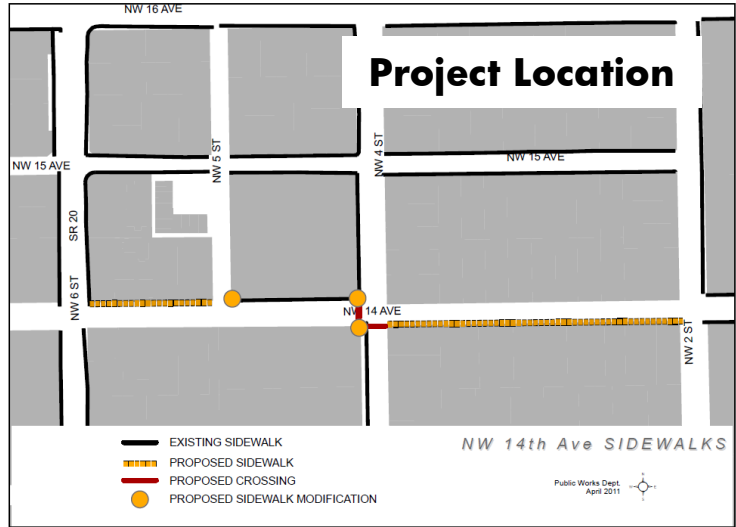 NW 16 AVE
Project Location
NW 5 ST
NW 4 ST
NW 15 AVE
NW 15 AVE
SR 20
NW 6 ST
NW 14 AVE
NW 2 ST
EXISTING SIDEWALK
PROPOSED SIDEWALK
PROPOSED CROSSING
PROPOSED SIDEWALK MODIFICATION
NW 14th Ave SIDEWALKS
Public Works Dept.
April 2011